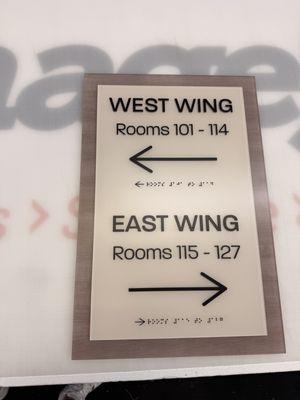 WEST WING
Rooms 101 - 114
←
EAST WING
Rooms 115 - 127
→